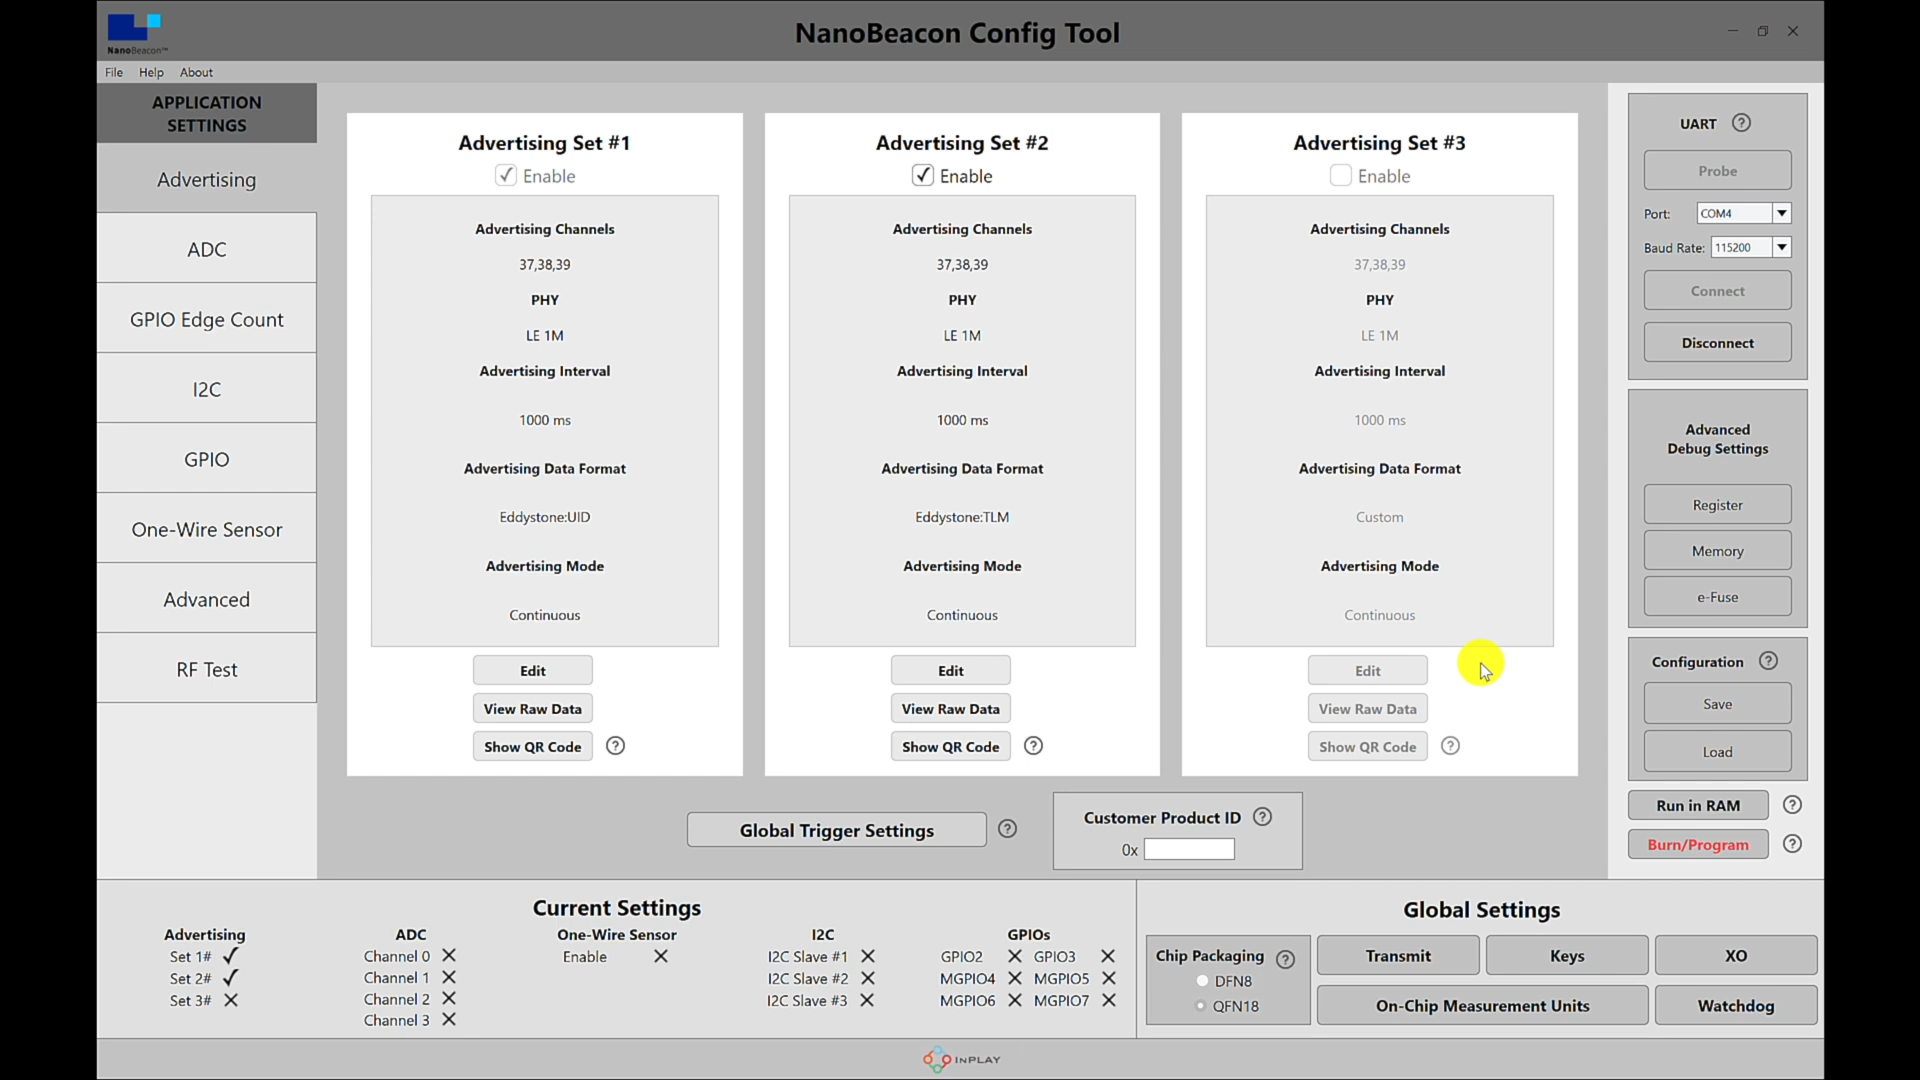 NanoBeacon Config Tool
NanoBeacon™
File Help About
APPLICATION
SETTINGS
Advertising
ADC
GPIO Edge Count
I2C
GPIO
One-Wire Sensor
Advanced
RF Test
Advertising Set #1
Enable
Advertising Channels
37,38,39
PHY
LE 1M
Advertising Interval
1000 ms
Advertising Data Format
Eddystone:UID
Advertising Mode
Continuous
Edit
View Raw Data
Show QR Code ?
Advertising Set #2
Enable
Advertising Channels
37,38,39
PHY
LE 1M
Advertising Interval
1000 ms
Advertising Data Format
Eddystone:TLM
Advertising Mode
Continuous
Edit
View Raw Data
Show QR Code ?
Advertising Set #3
Enable
Advertising Channels
37,38,39
PHY
LE 1M
Advertising Interval
1000 ms
Advertising Data Format
Custom
Advertising Mode
Continuous
Edit
View Raw Data
Show QR Code ?
Global Trigger Settings ?
Customer Product ID ?
0x
UART ?
Probe
Port: COM4
Baud Rate: 115200
Connect
Disconnect
Advanced
Debug Settings
Register
Memory
e-Fuse
Configuration ?
Save
Load
Run in RAM ?
Burn/Program ?
Current Settings
Advertising
Set 1#
Set 2#
Set 3#
ADC
Channel 0
Channel 1
Channel 2
Channel 3
One-Wire Sensor
Enable
I2C
I2C Slave #1
I2C Slave #2
I2C Slave #3
GPIOs
GPIO2 GPIO3
MGPIO4 MGPIO5
MGPIO6 MGPIO7
Global Settings
Chip Packaging ?
DFN8
QFN18
Transmit
Keys
XO
On-Chip Measurement Units
Watchdog
INPLAY